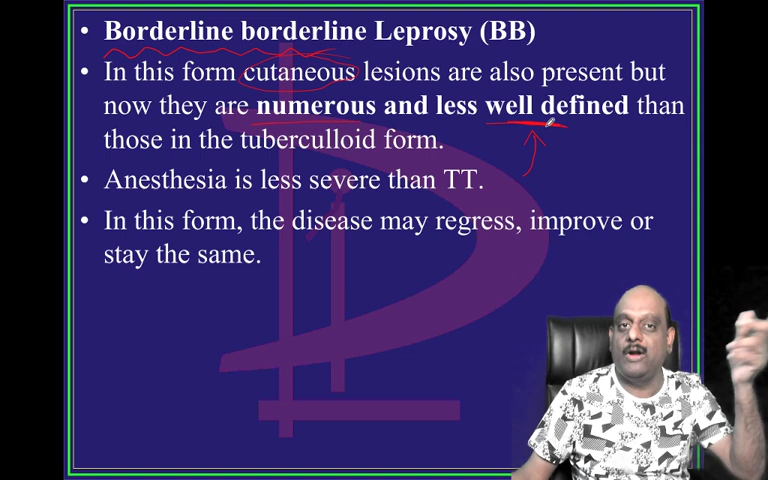 • Borderline borderline Leprosy (BB)
• In this form cutaneous lesions are also present but
now they are numerous and less well defined than
those in the tuberculloid form.
• Anesthesia is less severe than TT.
• In this form, the disease may regress, improve or
stay the same.